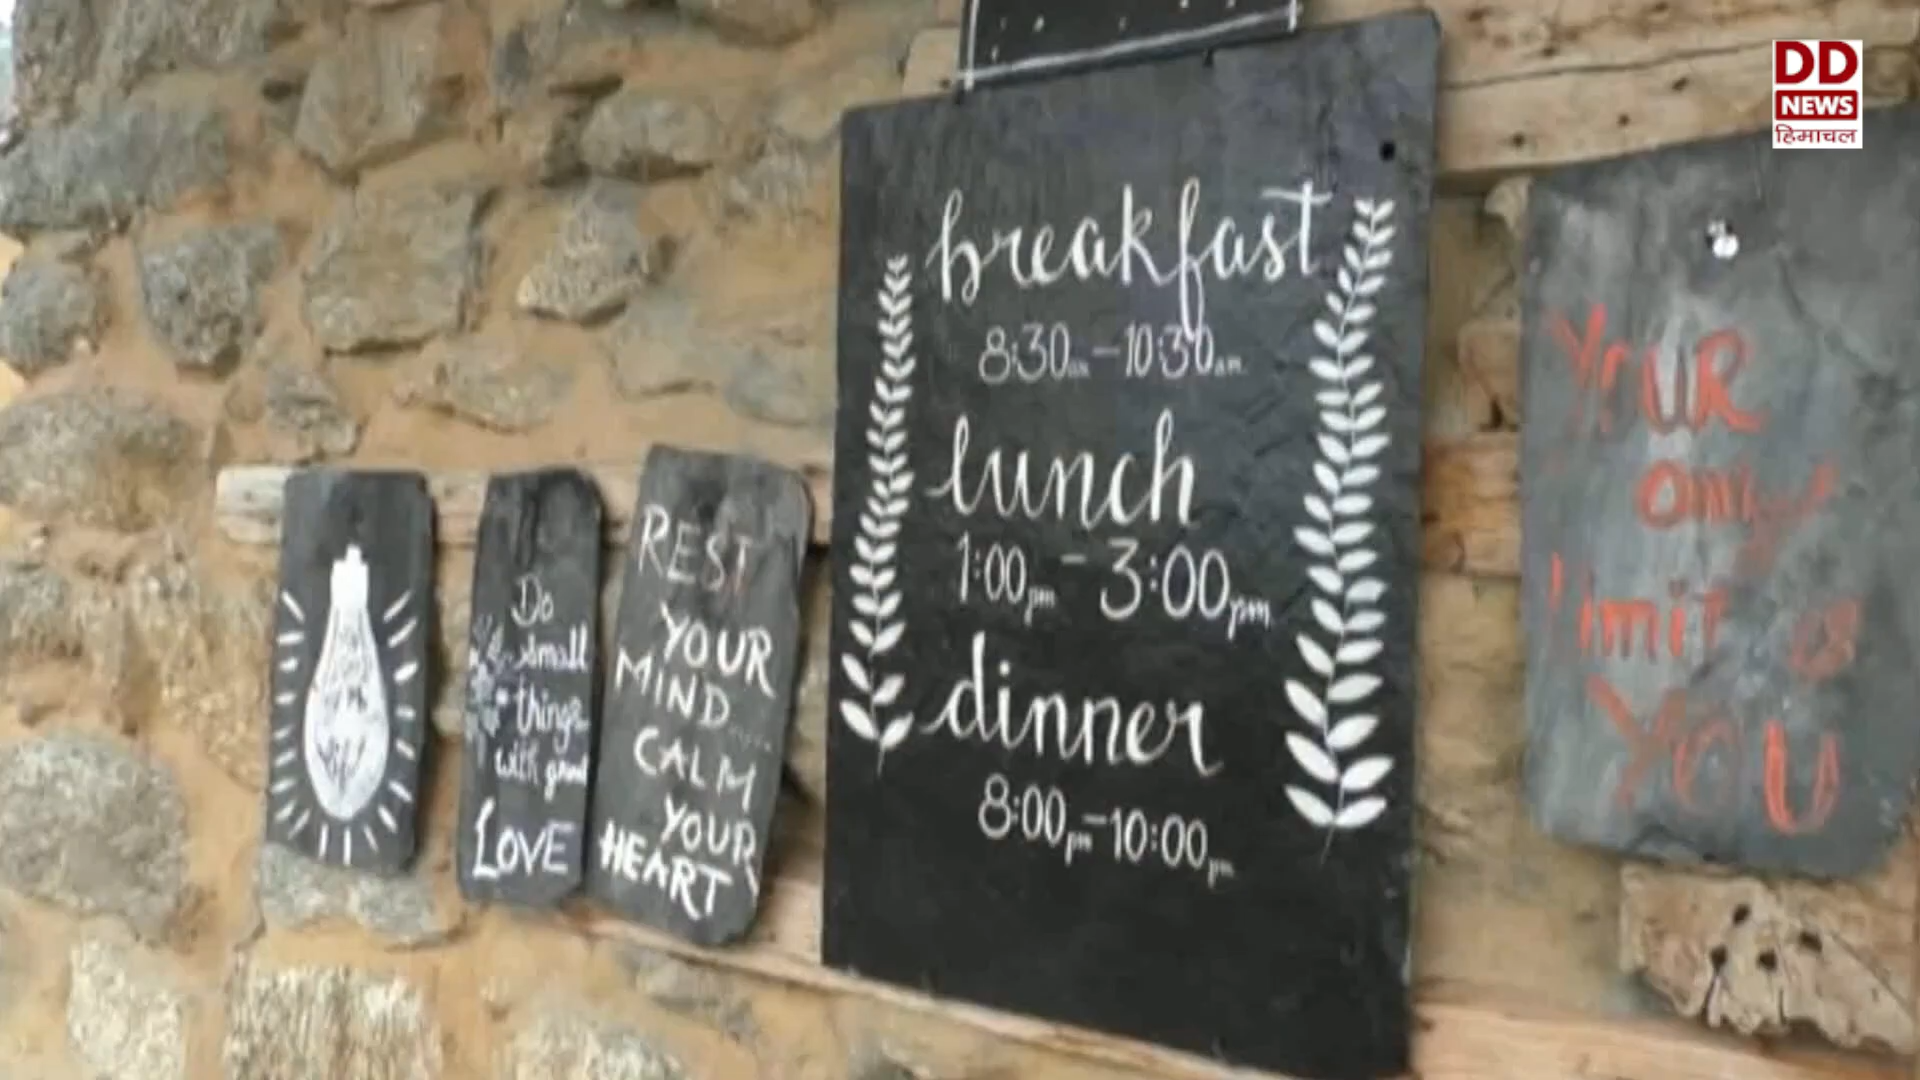 Do
small
things
with great
LOVE
REST
YOUR
MIND....
CALM
YOUR
HEART
breakfast
8:30am - 10:30am
lunch
1:00pm - 3:00pm
dinner
8:00pm - 10:00pm
YOUR
only
limit is
YOU
DD
NEWS
हिमाचल